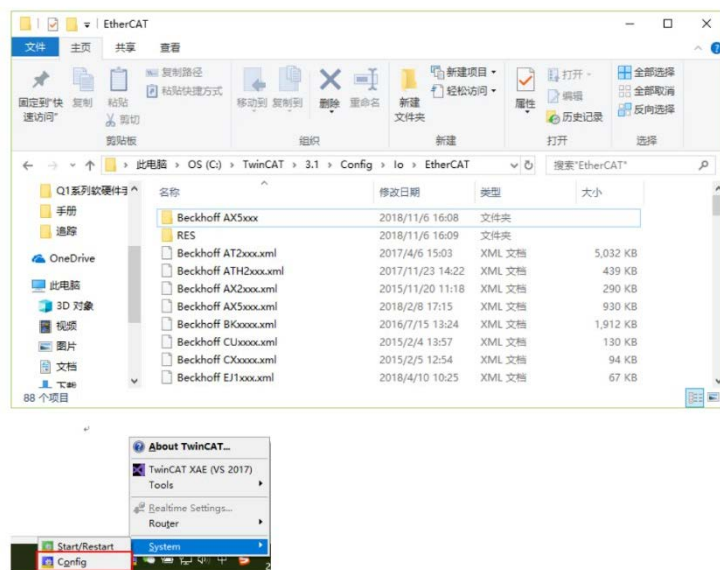 EtherCAT
文件 主页 共享 查看
固定到"快速访问"
复制
粘贴
复制路径
粘贴快捷方式
剪切
剪贴板
移动到
复制到
删除
重命名
组织
新建文件夹
新建项目
轻松访问
新建
属性
打开
编辑
历史记录
打开
全部选择
全部取消
反向选择
选择
此电脑 > OS (C:) > TwinCAT > 3.1 > Config > Io > EtherCAT
搜索"EtherCAT"
Q1系列软硬件手
手册
追踪
OneDrive
此电脑
3D 对象
视频
图片
文档
下载
名称 修改日期 类型 大小
Beckhoff AX5xxx 2018/11/6 16:08 文件夹
RES 2018/11/6 16:09 文件夹
Beckhoff AT2xxx.xml 2017/4/6 15:03 XML 文档 5,032 KB
Beckhoff ATH2xxx.xml 2017/11/23 14:22 XML 文档 439 KB
Beckhoff AX2xxx.xml 2015/11/20 11:18 XML 文档 290 KB
Beckhoff AX5xxx.xml 2018/2/8 17:15 XML 文档 930 KB
Beckhoff BKxxxx.xml 2016/7/15 13:24 XML 文档 1,912 KB
Beckhoff CUxxxx.xml 2015/2/4 13:57 XML 文档 130 KB
Beckhoff CXxxxx.xml 2015/2/5 12:54 XML 文档 94 KB
Beckhoff EJ1xxx.xml 2018/4/10 10:25 XML 文档 67 KB
88 个项目
About TwinCAT...
TwinCAT XAE (VS 2017)
Tools
Realtime Settings...
Router
System
Start/Restart
Config
中